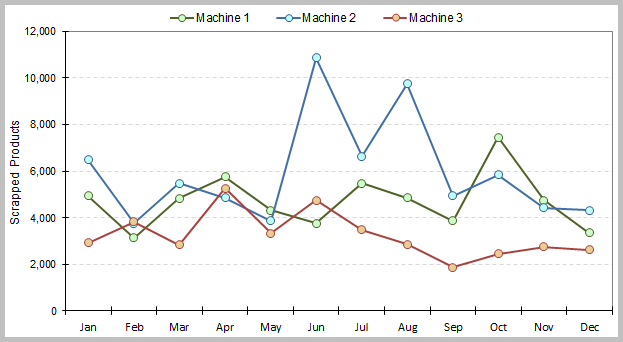 Machine 1 Machine 2 Machine 3
12,000
10,000
8,000
6,000
4,000
2,000
0
Scrapped Products
Jan Feb Mar Apr May Jun Jul Aug Sep Oct Nov Dec